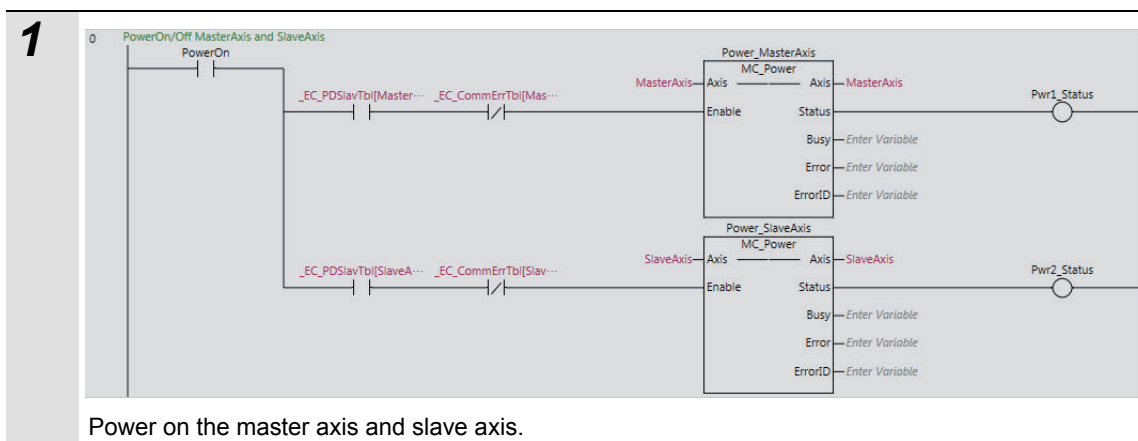 1
0 PowerOn/Off MasterAxis and SlaveAxis
PowerOn
Power_MasterAxis
MC_Power
MasterAxis Axis Axis MasterAxis
_EC_PDSlavTbl[Master··· _EC_CommErrTbl[Mas···
Pwr1_Status
Enable Status
Busy Enter Variable
Error Enter Variable
ErrorID Enter Variable
Power_SlaveAxis
MC_Power
SlaveAxis Axis Axis SlaveAxis
_EC_PDSlavTbl[SlaveA··· _EC_CommErrTbl[Slav···
Pwr2_Status
Enable Status
Busy Enter Variable
Error Enter Variable
ErrorID Enter Variable
Power on the master axis and slave axis.